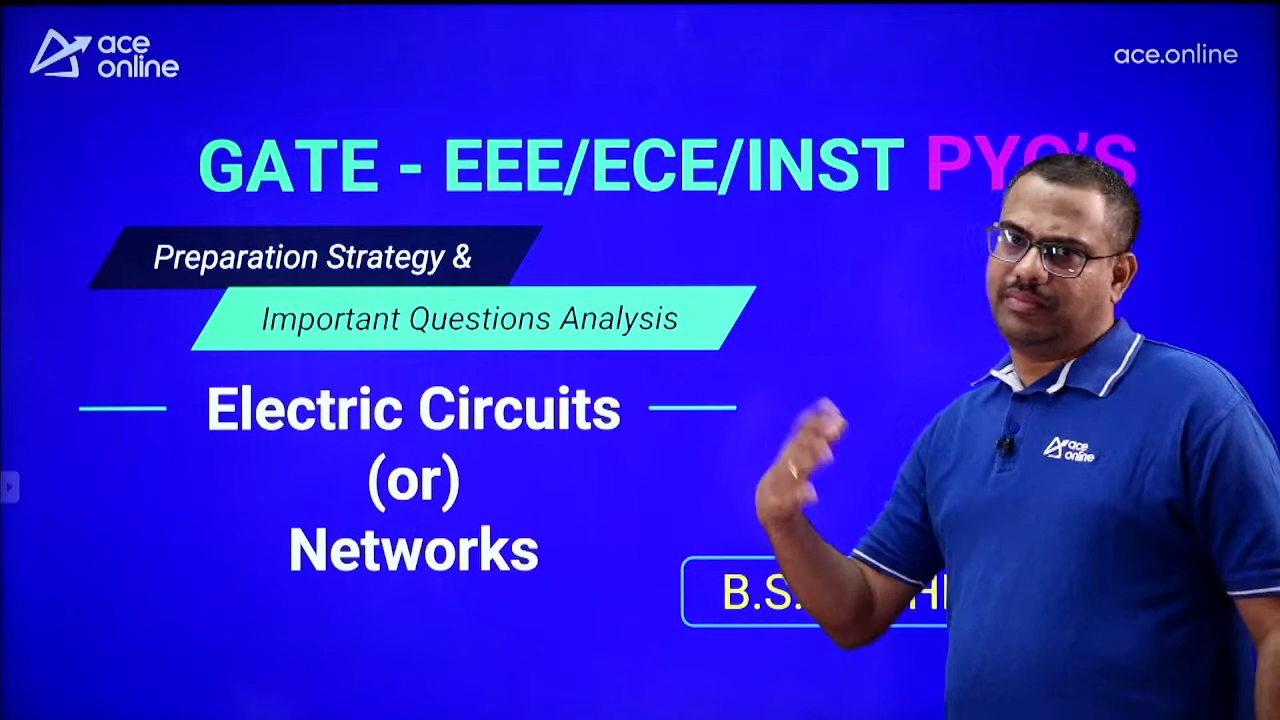 ace
online
ace.online
GATE - EEE/ECE/INST PYQ'S
Preparation Strategy &
Important Questions Analysis
Electric Circuits
(or)
Networks
B.S.
ace
online